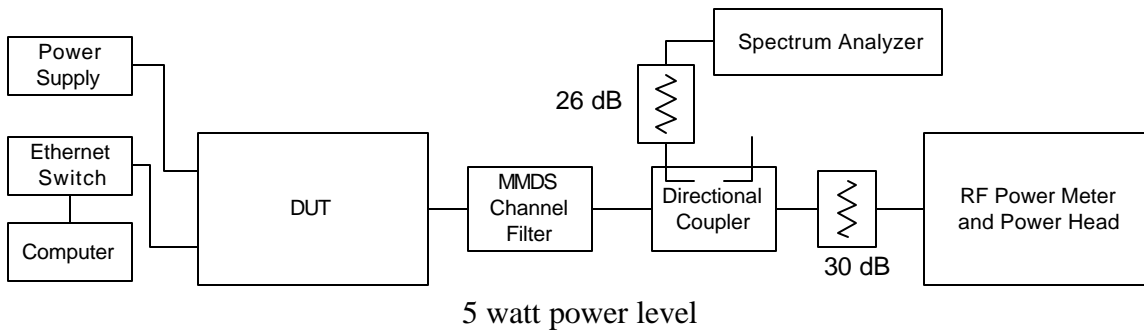 Power
Supply
Ethernet
Switch
Computer
DUT
MMDS
Channel
Filter
26 dB
Spectrum Analyzer
Directional
Coupler
30 dB
RF Power Meter
and Power Head
5 watt power level